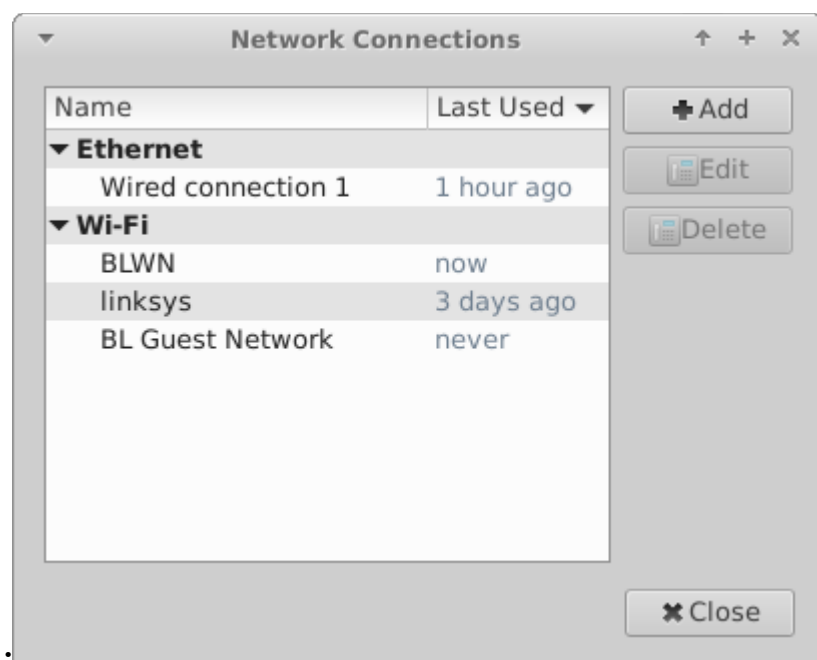 Network Connections
Name Last Used
Add
Ethernet
Edit
Wired connection 1 1 hour ago
Wi-Fi
Delete
BLWN now
linksys 3 days ago
BL Guest Network never
Close